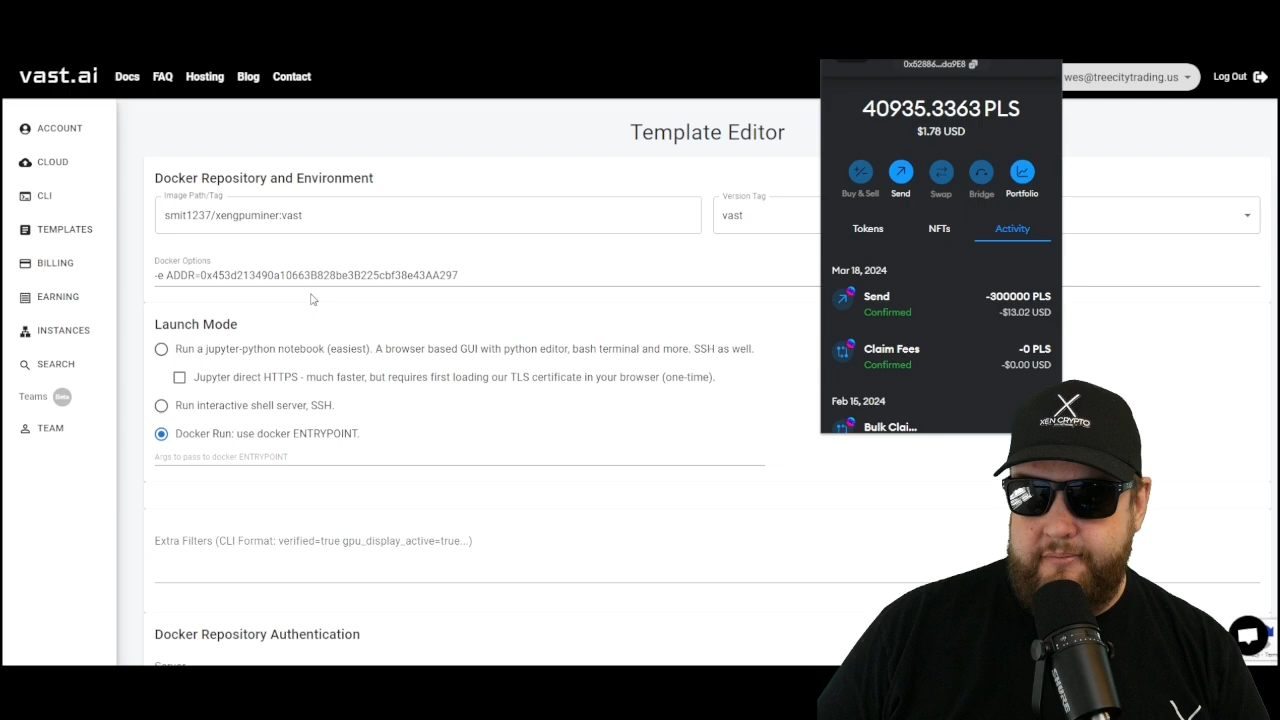 vast.ai
Docs FAQ Hosting Blog Contact
0x52886...da9E8
wes@treecitytrading.us
Log Out
ACCOUNT
CLOUD
CLI
TEMPLATES
BILLING
EARNING
INSTANCES
SEARCH
Teams Beta
TEAM
Template Editor
Docker Repository and Environment
Image Path/Tag
smit1237/xengpuminer:vast
Version Tag
vast
Docker Options
-e ADDR=0x453d213490a10663B828be3B225cbf38e43AA297
Launch Mode
Run a jupyter-python notebook (easiest). A browser based GUI with python editor, bash terminal and more. SSH as well.
Jupyter direct HTTPS - much faster, but requires first loading our TLS certificate in your browser (one-time).
Run interactive shell server, SSH.
Docker Run: use docker ENTRYPOINT.
Args to pass to docker ENTRYPOINT
Extra Filters (CLI Format: verified=true gpu_display_active=true...)
Docker Repository Authentication
40935.3363 PLS
$1.78 USD
Buy & Sell Send Swap Bridge Portfolio
Tokens NFTs Activity
Mar 18, 2024
Send -300000 PLS
Confirmed -$13.02 USD
Claim Fees -0 PLS
Confirmed -$0.00 USD
Feb 15, 2024
Bulk Clai...
XEN CRYPTO
SHURE